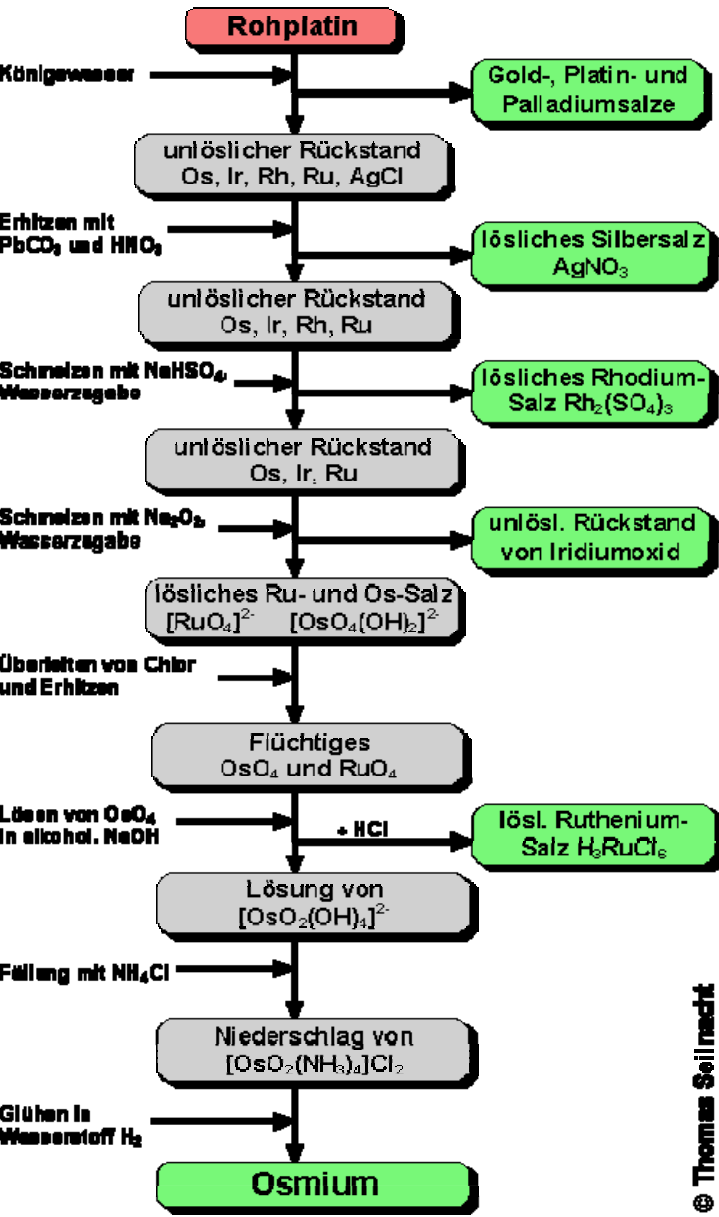 Rohplatin
Königswasser
Gold-, Platin- und
Palladiumsalze
unlöslicher Rückstand
Os, Ir, Rh, Ru, AgCl
Erhitzen mit
PbCO₃ und HNO₃
lösliches Silbersalz
AgNO₃
unlöslicher Rückstand
Os, Ir, Rh, Ru
Schmelzen mit NaHSO₄,
Wasserzugabe
lösliches Rhodium-
Salz Rh₂(SO₄)₃
unlöslicher Rückstand
Os, Ir, Ru
Schmelzen mit Na₂O₂,
Wasserzugabe
unlösl. Rückstand
von Iridiumoxid
lösliches Ru- und Os-Salz
[RuO₄]²⁻ [OsO₄(OH)₂]²⁻
Überleiten von Chlor
und Erhitzen
Flüchtiges
OsO₄ und RuO₄
Lösen von OsO₄
in alkohol. NaOH
+ HCl
lösl. Ruthenium-
Salz H₃RuCl₆
Lösung von
[OsO₂(OH)₄]²⁻
Fällung mit NH₄Cl
Niederschlag von
[OsO₂(NH₃)₄]Cl₂
Glühen in
Wasserstoff H₂
Osmium
© Thomas Seilnacht